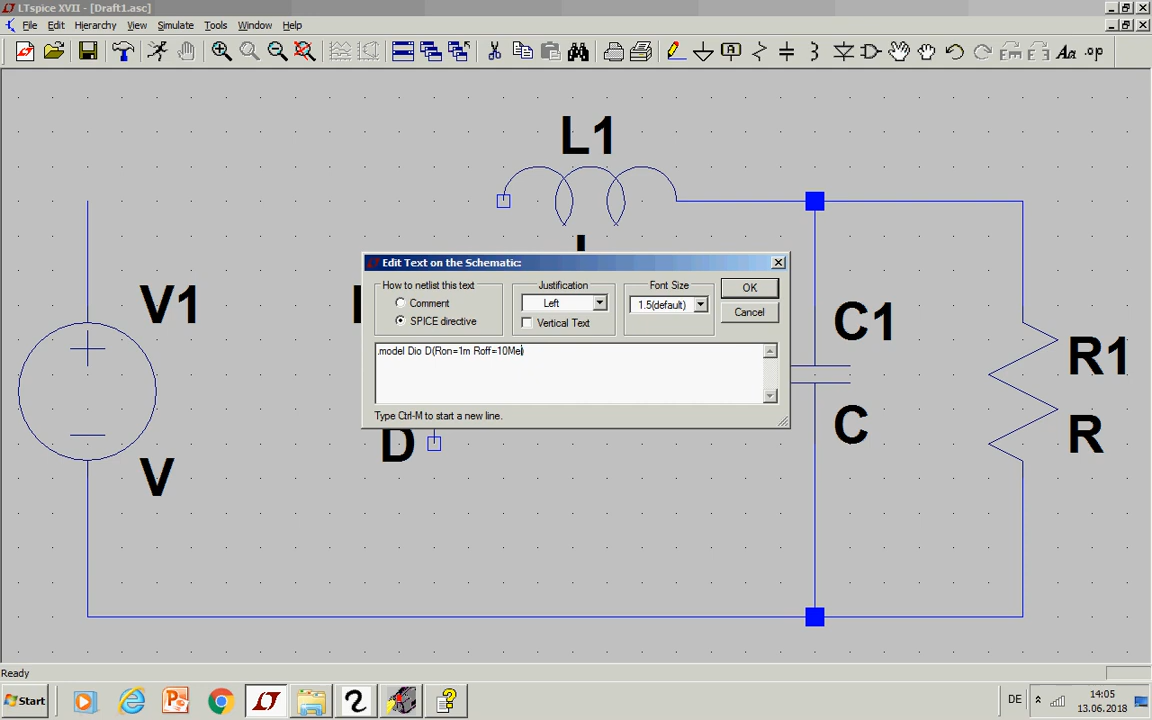 LTspice XVII - [Draft1.asc]
File Edit Hierarchy View Simulate Tools Window Help
.op
L1
L
V1
V
D
C1
C
R1
R
Edit Text on the Schematic:
How to netlist this text
Comment
SPICE directive
Justification
Left
Vertical Text
Font Size
1.5(default)
OK
Cancel
.model Dio D(Ron=1m Roff=10Me)
Type Ctrl-M to start a new line.
Ready
Start
DE
14:05
13.06.2018